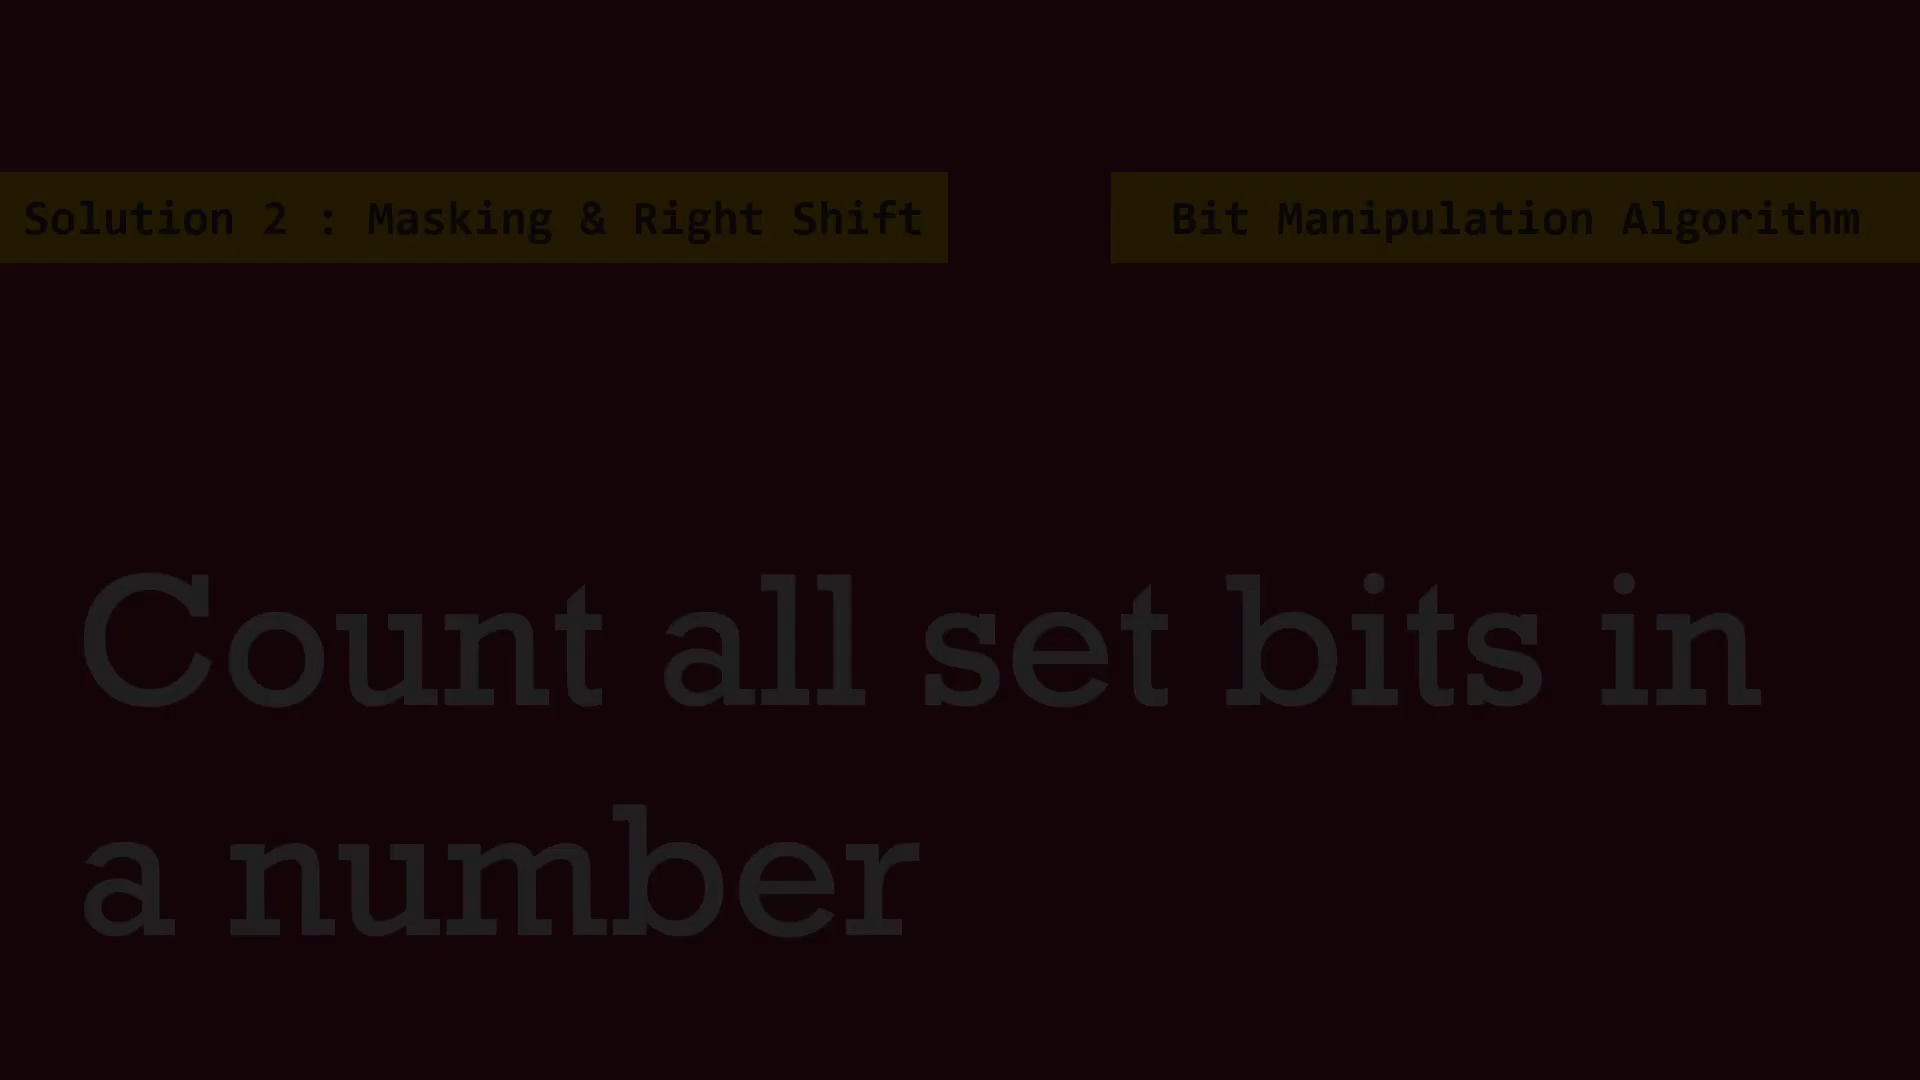 Solution 2 : Masking & Right Shift
Bit Manipulation Algorithm
Count all set bits in
a number